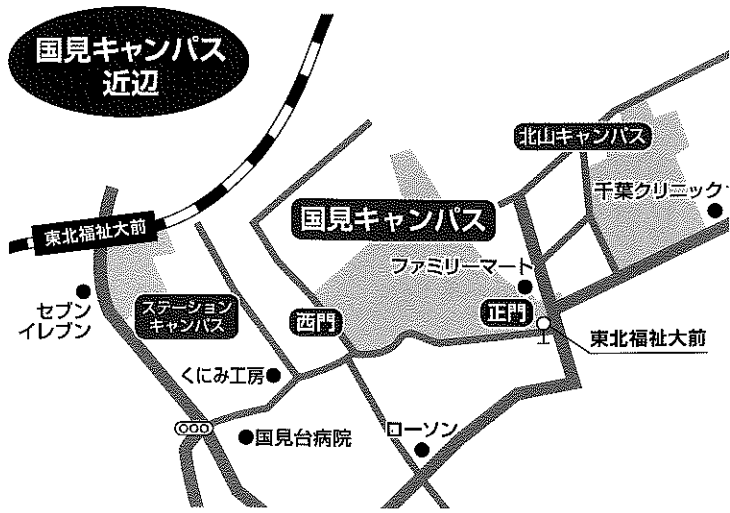 国見キャンパス
近辺
北山キャンパス
千葉クリニック
国見キャンパス
東北福祉大前
ファミリーマート
セブン
イレブン
ステーション
キャンパス
西門
正門
東北福祉大前
くにみ工房
国見台病院
ローソン